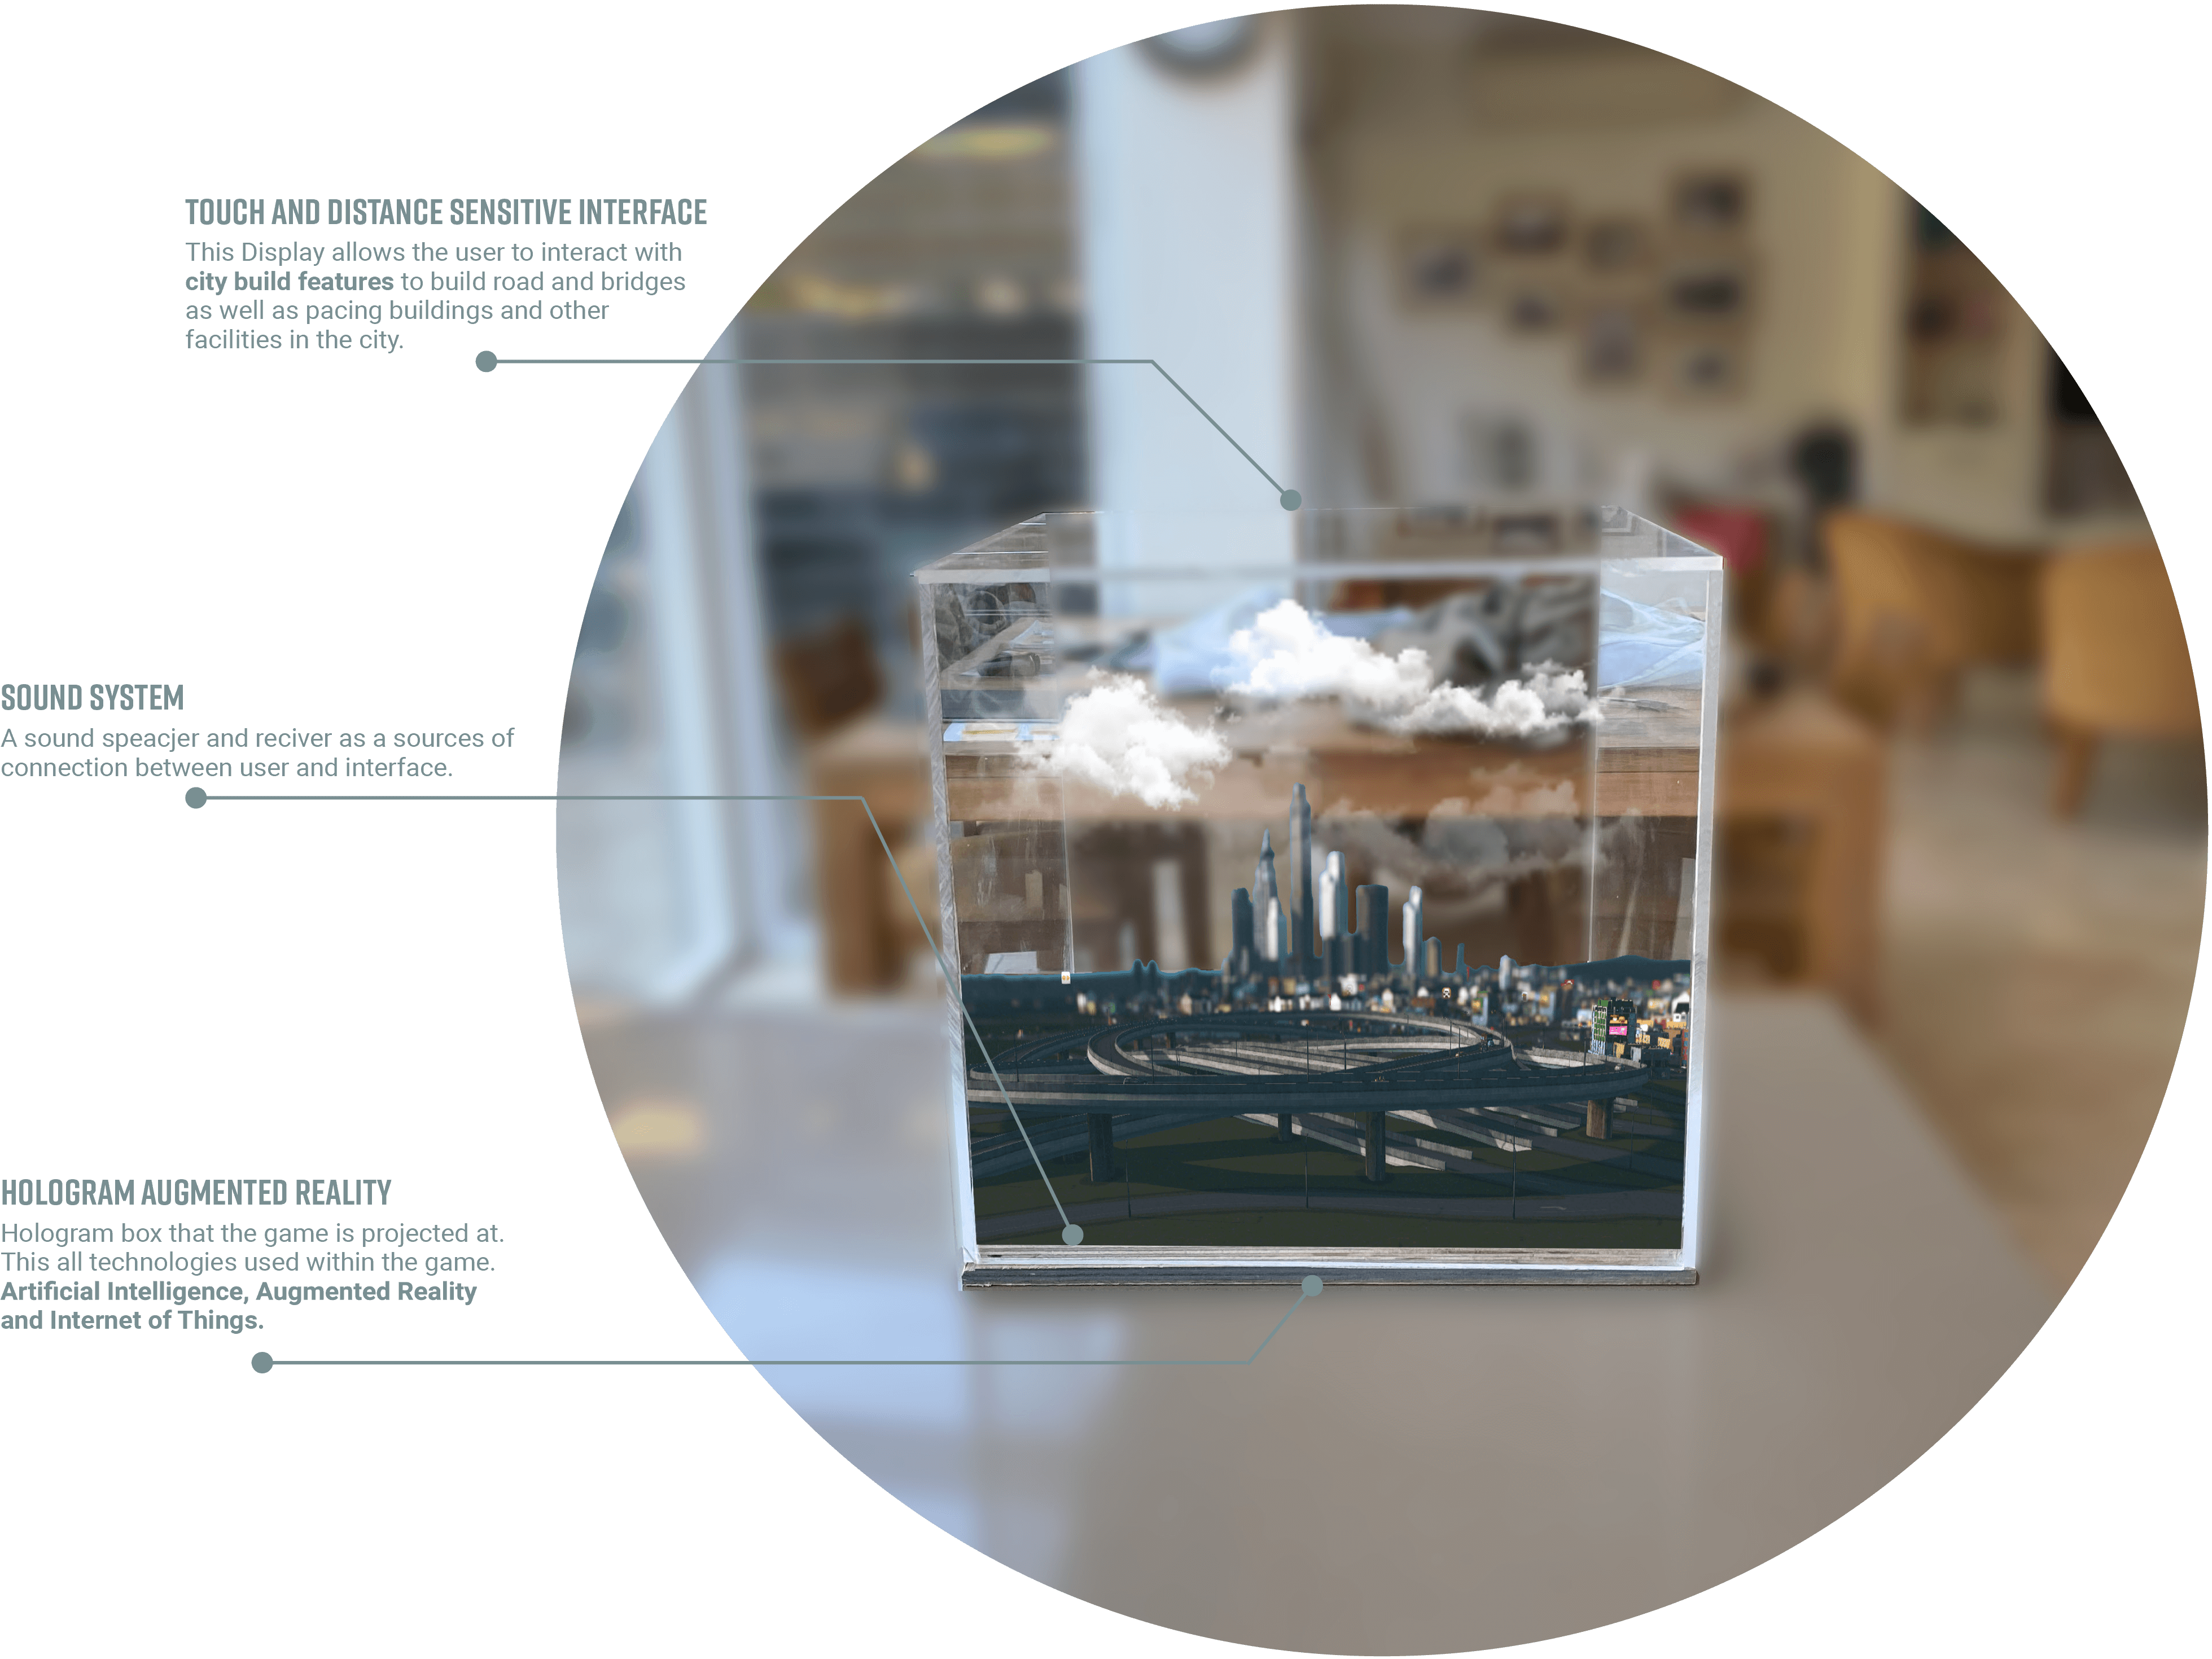 TOUCH AND DISTANCE SENSITIVE INTERFACE
This Display allows the user to interact with
city build features to build road and bridges
as well as pacing buildings and other
facilities in the city.
SOUND SYSTEM
A sound speacjer and reciver as a sources of
connection between user and interface.
HOLOGRAM AUGMENTED REALITY
Hologram box that the game is projected at.
This all technologies used within the game.
Artificial Intelligence, Augmented Reality
and Internet of Things.